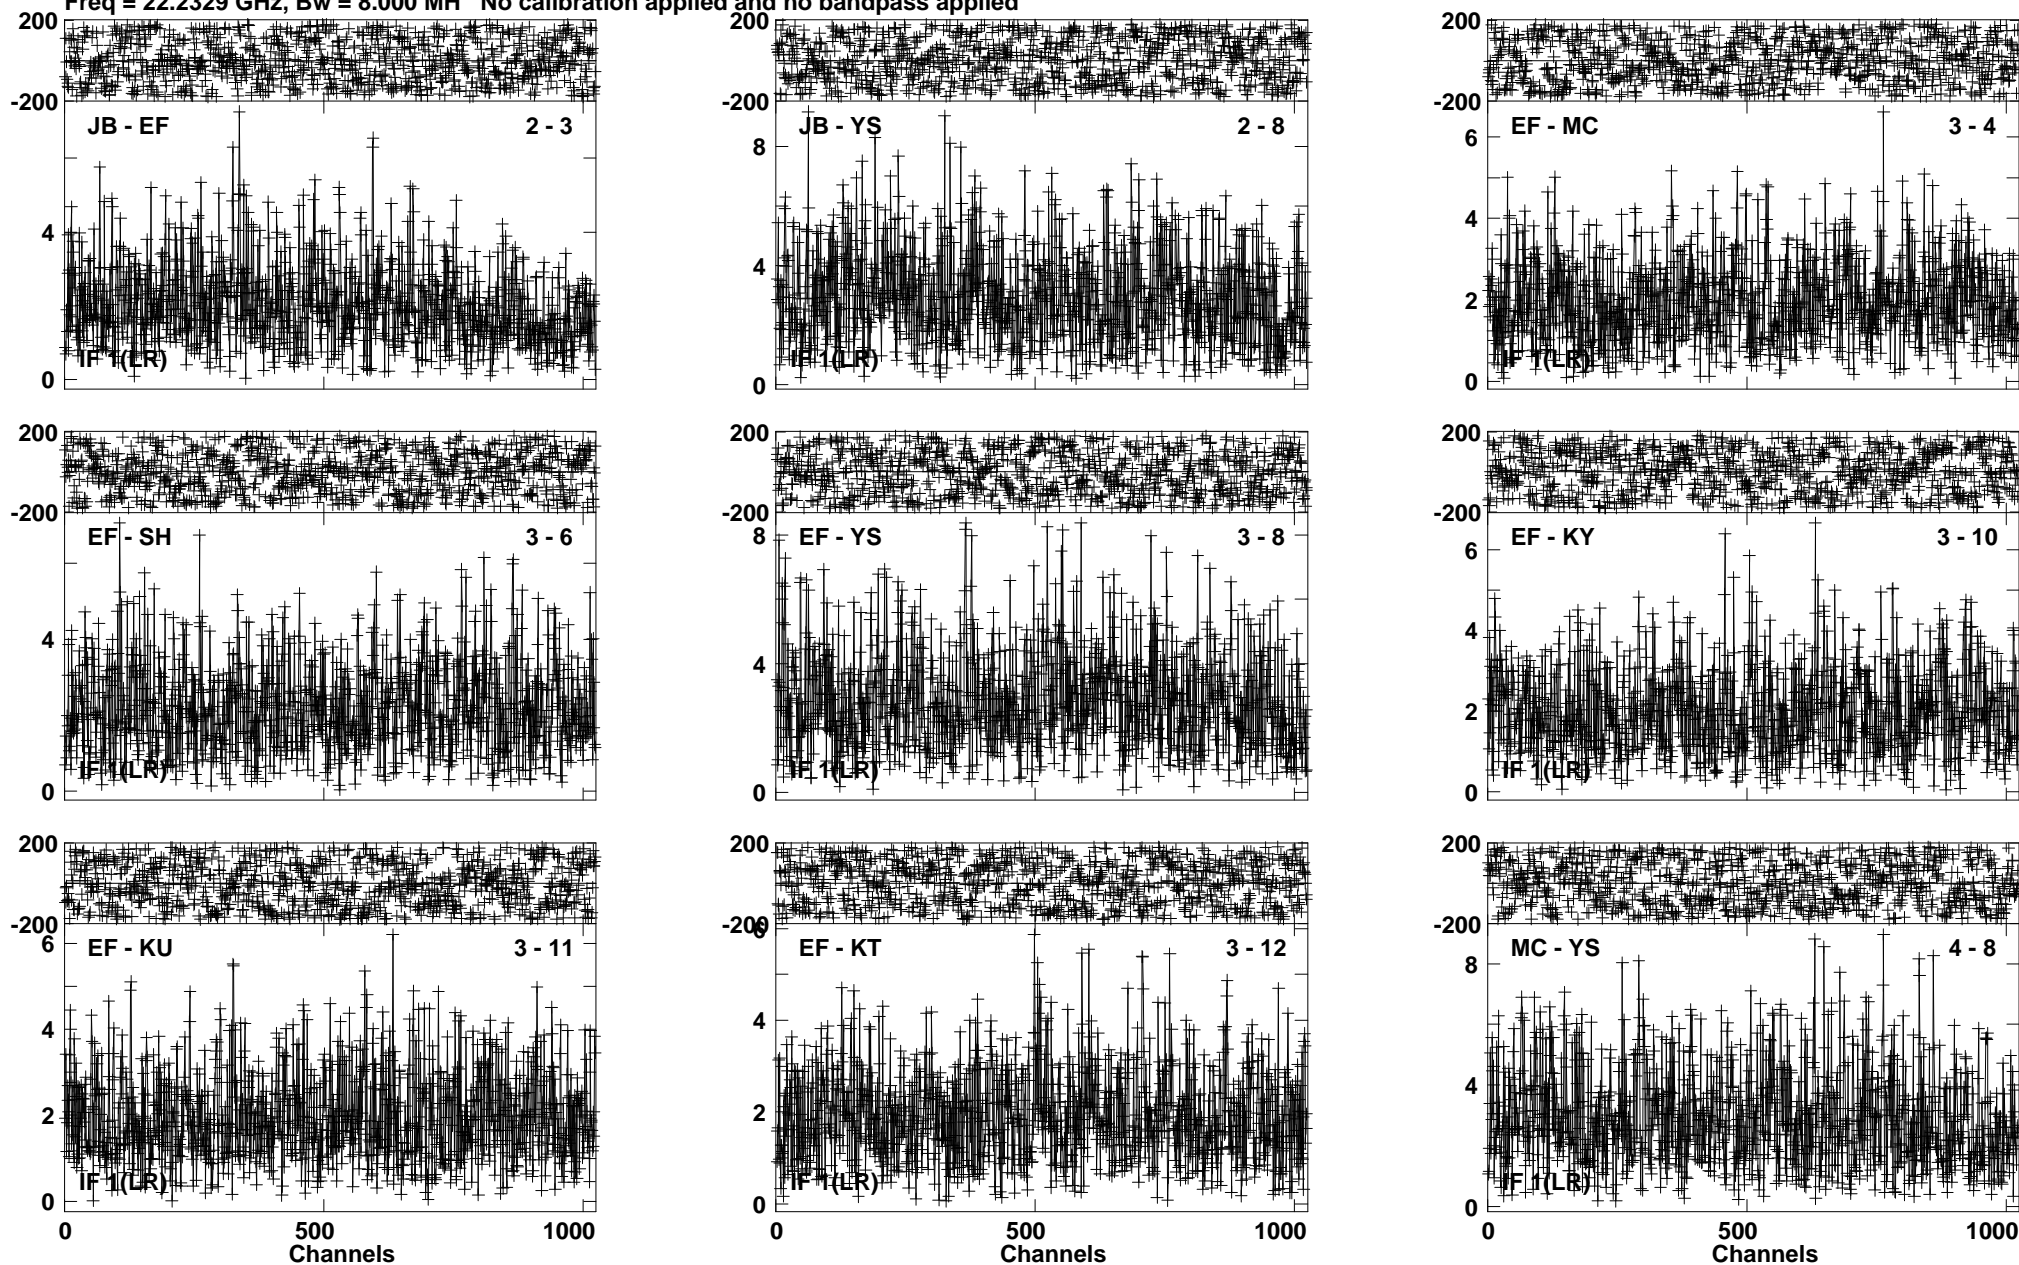 Freq = 22.2329 GHz, Bw = 8.000 MH No calibration applied and no bandpass applied
200 200 200
-200 -200 -200
JB - EF 2 - 3 JB - YS 2 - 8 EF - MC 3 - 4
8 6
4 4 4
2
IF 1(LR) IF 1(LR) IF 1(LR)
0 0 0
200 200 200
-200 -200 -200
EF - SH 3 - 6 EF - YS 3 - 8 EF - KY 3 - 10
8 6
4 4 4
2
IF 1(LR) IF 1(LR) IF 1(LR)
0 0 0
200 200 200
-200 -200 -200
6 6
EF - KU 3 - 11 EF - KT 3 - 12 MC - YS 4 - 8
8
4 4 4
2 2
IF 1(LR) IF 1(LR) IF 1(LR)
0 0 0
0 500 1000 0 500 1000 0 500 1000
Channels Channels Channels